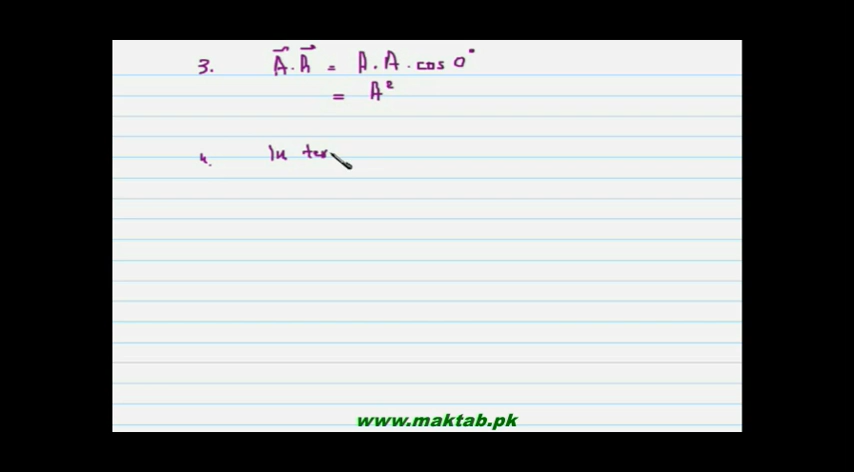 3. A⃗.A⃗ = A.A.cos 0°
= A²
4. In ter
www.maktab.pk